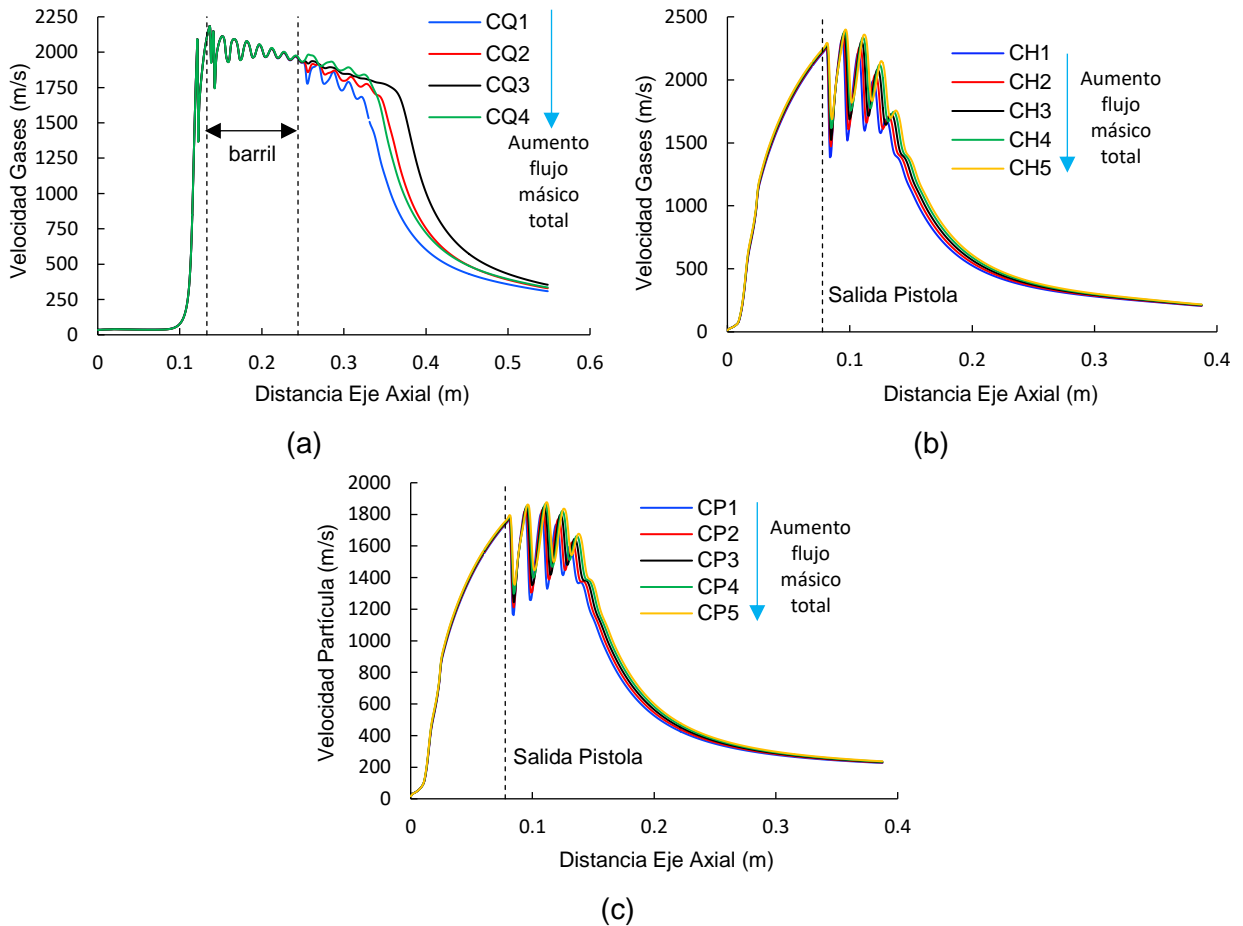 Velocidad Gases (m/s)
2250
2000
1750
1500
1250
1000
750
500
250
0
0
0.1
0.2
0.3
0.4
0.5
0.6
Distancia Eje Axial (m)
barril
CQ1
CQ2
CQ3
CQ4
Aumento
flujo
másico
total
(a)
Velocidad Gases (m/s)
2500
2000
1500
1000
500
0
0
0.1
0.2
0.3
0.4
Distancia Eje Axial (m)
Salida Pistola
CH1
CH2
CH3
CH4
CH5
Aumento
flujo
másico
total
(b)
Velocidad Partícula (m/s)
2000
1800
1600
1400
1200
1000
800
600
400
200
0
0
0.1
0.2
0.3
0.4
Distancia Eje Axial (m)
Salida Pistola
CP1
CP2
CP3
CP4
CP5
Aumento
flujo
másico
total
(c)